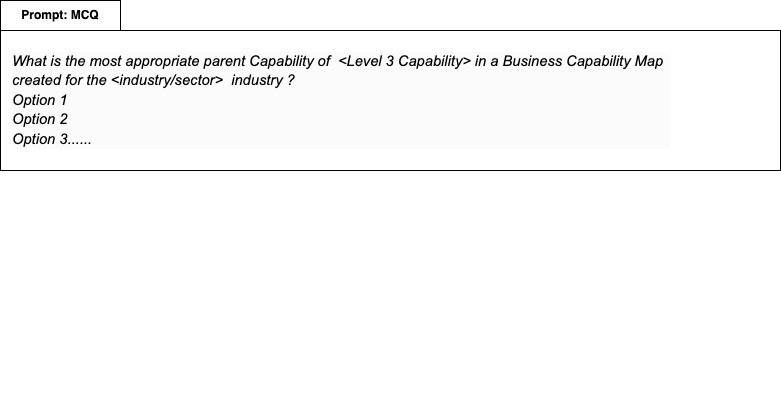 Prompt: MCQ
What is the most appropriate parent Capability of <Level 3 Capability> in a Business Capability Map
created for the <industry/sector> industry ?
Option 1
Option 2
Option 3......